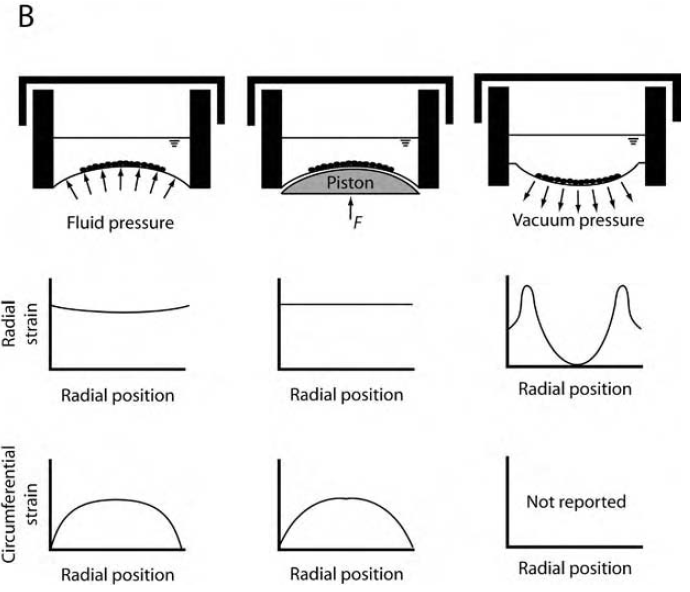 B
Fluid pressure
Piston
F
Vacuum pressure
Radial
strain
Radial position
Radial position
Radial position
Circumferential
strain
Not reported
Radial position
Radial position
Radial position